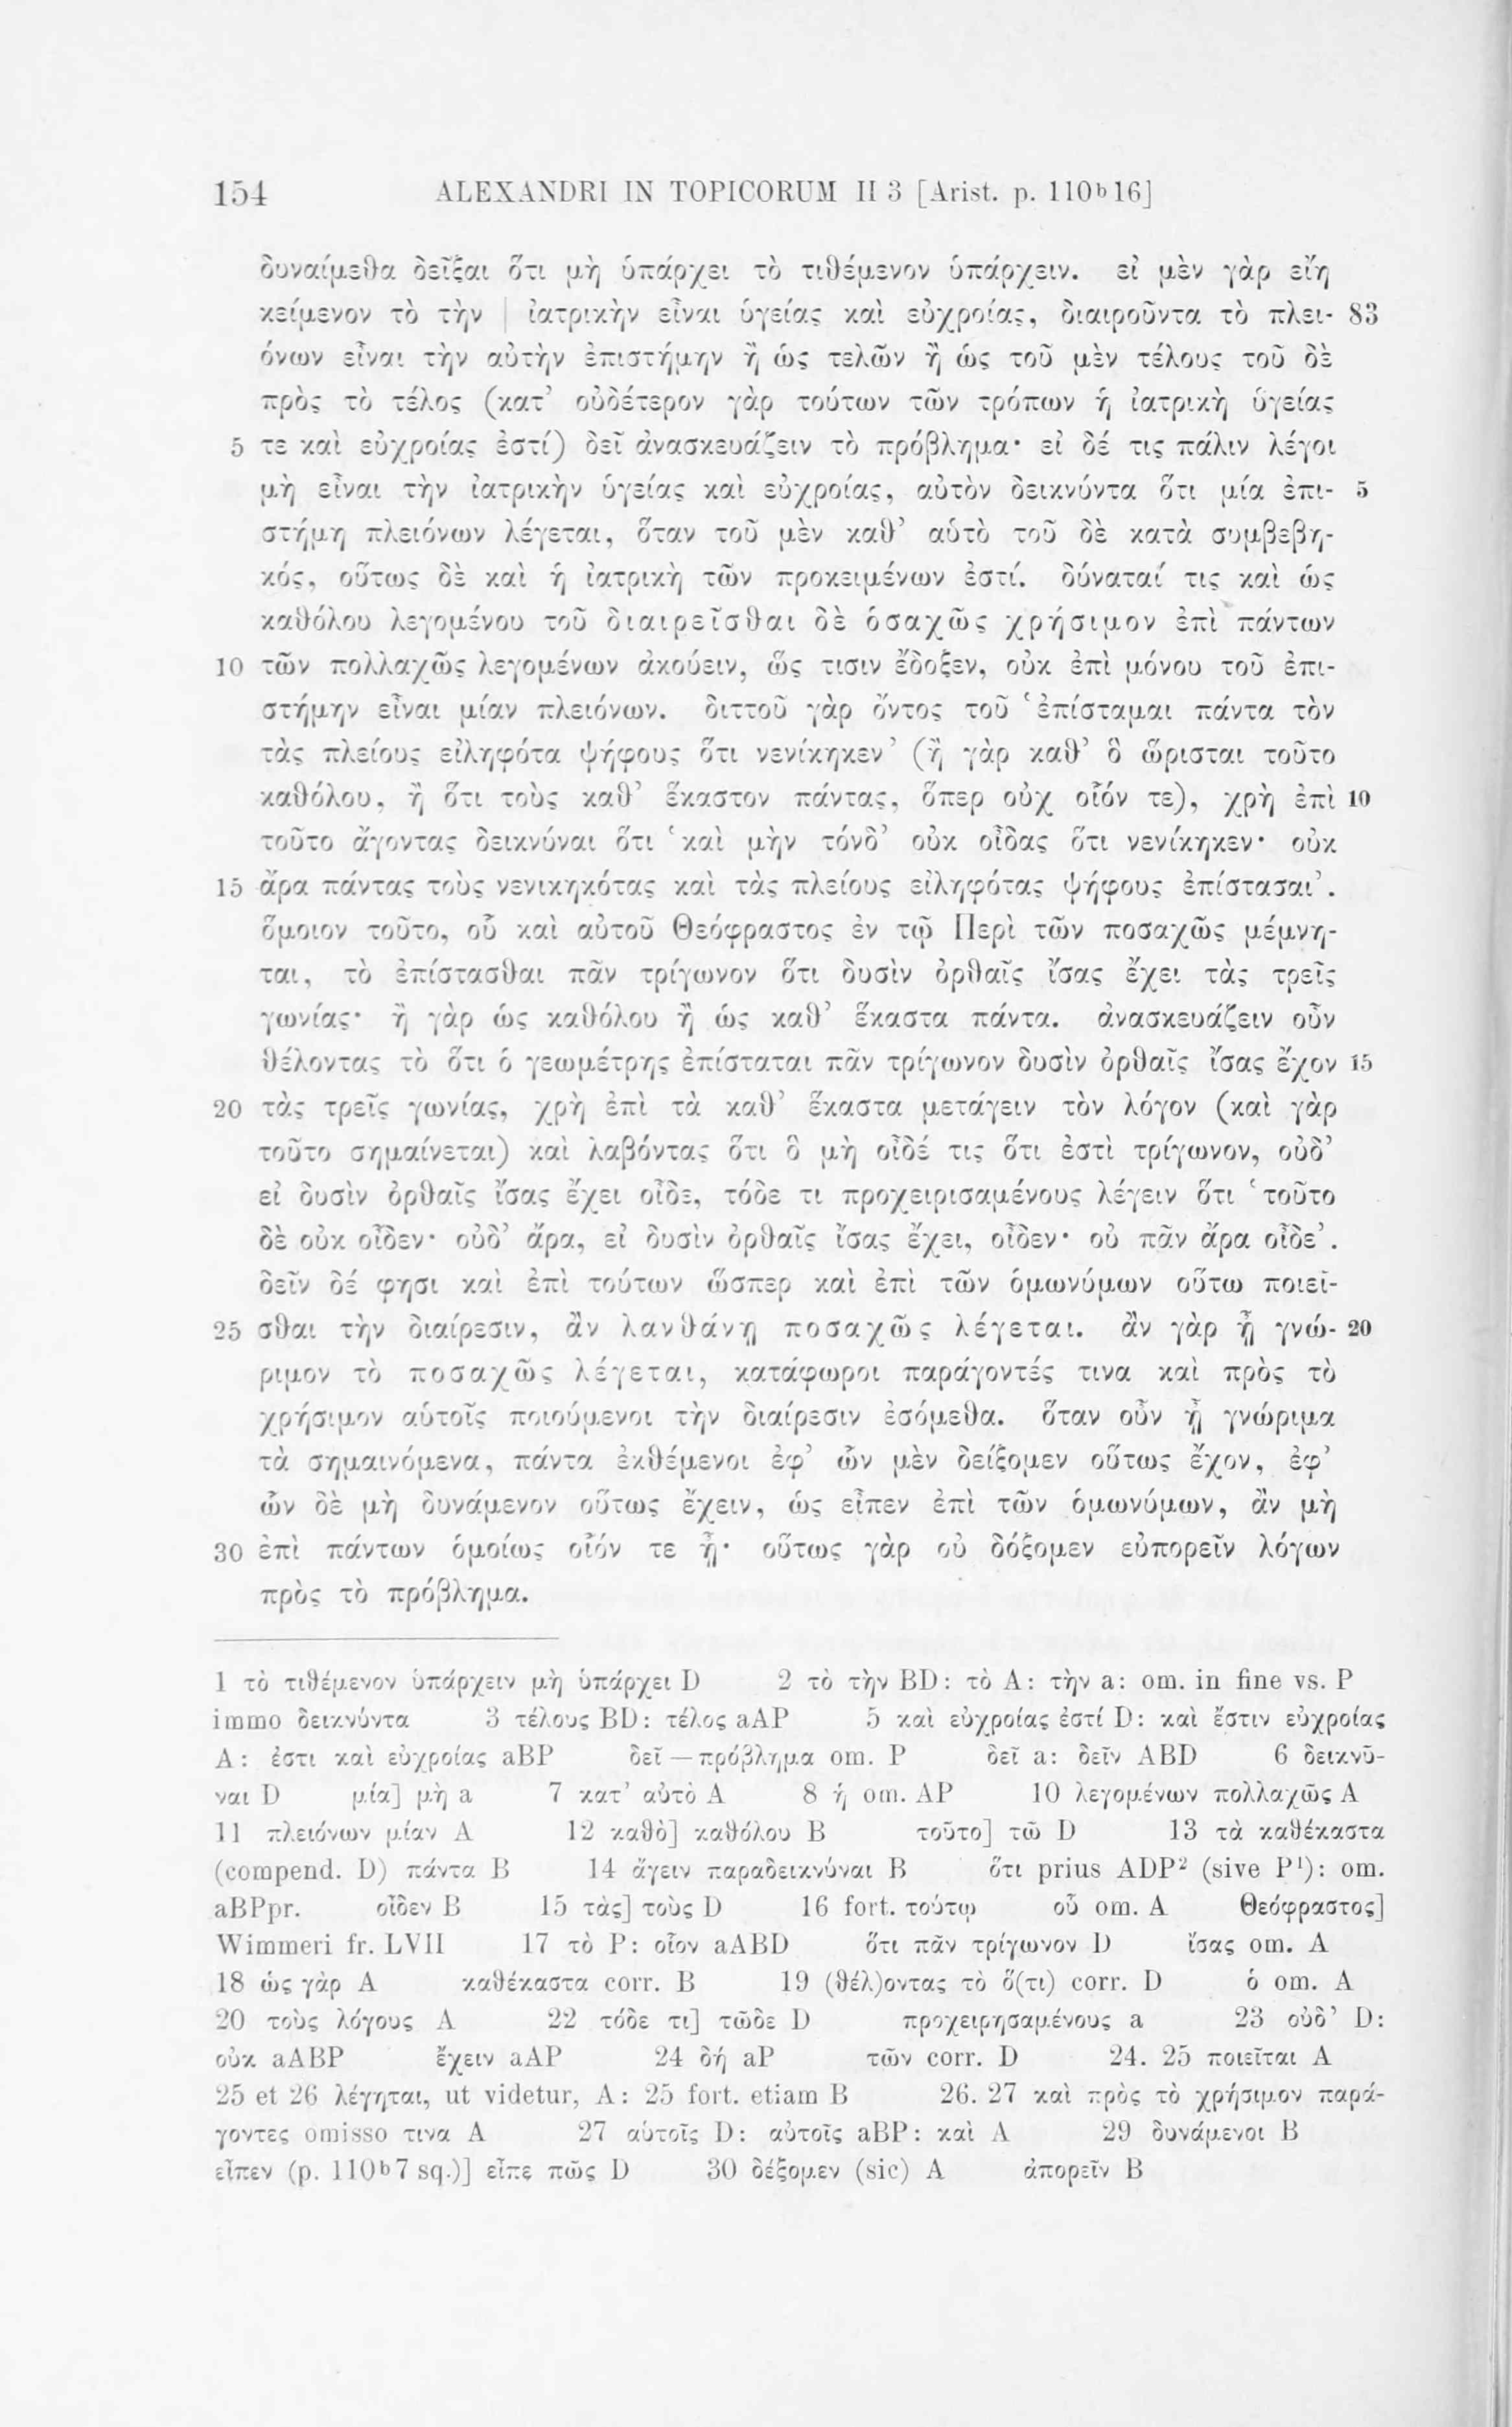 154 ALEXANDRI IN TOPICORUM II 3 [Arist. p. 110ᵇ16]
δυναίμεθα δεῖξαι ὅτι μὴ ὑπάρχει τὸ τιθέμενον ὑπάρχειν. εἰ μὲν γὰρ εἴη
κείμενον τὸ τὴν | ἰατρικὴν εἶναι ὑγείας καὶ εὐχροίας, διαιροῦντα τὸ πλει- 83
όνων εἶναι τὴν αὐτὴν ἐπιστήμην ἢ ὡς τελῶν ἢ ὡς τοῦ μὲν τέλους τοῦ δὲ
πρὸς τὸ τέλος (κατ’ οὐδέτερον γὰρ τούτων τῶν τρόπων ἡ ἰατρικὴ ὑγείας
5 τε καὶ εὐχροίας ἐστί) δεῖ ἀνασκευάζειν τὸ πρόβλημα· εἰ δέ τις πάλιν λέγοι
μὴ εἶναι τὴν ἰατρικὴν ὑγείας καὶ εὐχροίας, αὐτὸν δεικνύντα ὅτι μία ἐπι- 5
στήμη πλειόνων λέγεται, ὅταν τοῦ μὲν καθ’ αὑτὸ τοῦ δὲ κατὰ συμβεβη-
κός, οὕτως δὲ καὶ ἡ ἰατρικὴ τῶν προκειμένων ἐστί. δύναταί τις καὶ ὡς
καθόλου λεγομένου τοῦ διαιρεῖσθαι δὲ ὁσαχῶς χρήσιμον ἐπὶ πάντων
10 τῶν πολλαχῶς λεγομένων ἀκούειν, ὥς τισιν ἔδοξεν, οὐκ ἐπὶ μόνου τοῦ ἐπι-
στήμην εἶναι μίαν πλειόνων. διττοῦ γὰρ ὄντος τοῦ ‘ἐπίσταμαι πάντα τὸν
τὰς πλείους εἰληφότα ψήφους ὅτι νενίκηκεν’ (ἢ γὰρ καθ’ ὃ ὥρισται τοῦτο
καθόλου, ἢ ὅτι τοὺς καθ’ ἕκαστον πάντας, ὅπερ οὐχ οἷόν τε), χρὴ ἐπὶ 10
τοῦτο ἄγοντας δεικνύναι ὅτι ‘καὶ μὴν τόνδ’ οὐκ οἶδας ὅτι νενίκηκεν· οὐκ
15 ἄρα πάντας τοὺς νενικηκότας καὶ τὰς πλείους εἰληφότας ψήφους ἐπίστασαι’.
ὅμοιον τοῦτο, οὗ καὶ αὐτοῦ Θεόφραστος ἐν τῷ Περὶ τῶν ποσαχῶς μέμνη-
ται, τὸ ἐπίστασθαι πᾶν τρίγωνον ὅτι δυσὶν ὀρθαῖς ἴσας ἔχει τὰς τρεῖς
γωνίας· ἢ γὰρ ὡς καθόλου ἢ ὡς καθ’ ἕκαστα πάντα. ἀνασκευάζειν οὖν
θέλοντας τὸ ὅτι ὁ γεωμέτρης ἐπίσταται πᾶν τρίγωνον δυσὶν ὀρθαῖς ἴσας ἔχον 15
20 τὰς τρεῖς γωνίας, χρὴ ἐπὶ τὰ καθ’ ἕκαστα μετάγειν τὸν λόγον (καὶ γὰρ
τοῦτο σημαίνεται) καὶ λαβόντας ὅτι ὃ μὴ οἶδέ τις ὅτι ἐστὶ τρίγωνον, οὐδ’
εἰ δυσὶν ὀρθαῖς ἴσας ἔχει οἶδε, τόδε τι προχειρισαμένους λέγειν ὅτι ‘τοῦτο
δὲ οὐκ οἶδεν· οὐδ’ ἄρα, εἰ δυσὶν ὀρθαῖς ἴσας ἔχει, οἶδεν· οὐ πᾶν ἄρα οἶδε’.
δεῖν δέ φησι καὶ ἐπὶ τούτων ὥσπερ καὶ ἐπὶ τῶν ὁμωνύμων οὕτω ποιεῖ-
25 σθαι τὴν διαίρεσιν, ἂν λανθάνῃ ποσαχῶς λέγεται. ἂν γὰρ ᾖ γνώ- 20
ριμον τὸ ποσαχῶς λέγεται, κατάφωροι παράγοντές τινα καὶ πρὸς τὸ
χρήσιμον αὑτοῖς ποιούμενοι τὴν διαίρεσιν ἐσόμεθα. ὅταν οὖν ᾖ γνώριμα
τὰ σημαινόμενα, πάντα ἐκθέμενοι ἐφ’ ὧν μὲν δείξομεν οὕτως ἔχον, ἐφ’
ὧν δὲ μὴ δυνάμενον οὕτως ἔχειν, ὡς εἶπεν ἐπὶ τῶν ὁμωνύμων, ἂν μὴ
30 ἐπὶ πάντων ὁμοίως οἷόν τε ᾖ· οὕτως γὰρ οὐ δόξομεν εὐπορεῖν λόγων
πρὸς τὸ πρόβλημα.
1 τὸ τιθέμενον ὑπάρχειν μὴ ὑπάρχει D 2 τὸ τὴν BD: τὸ A: τὴν a: om. in fine vs. P
immo δεικνύντα 3 τέλους BD: τέλος aAP 5 καὶ εὐχροίας ἐστί D: καὶ ἔστιν εὐχροίας
A: ἐστι καὶ εὐχροίας aBP δεῖ — πρόβλημα om. P δεῖ a: δεῖν ABD 6 δεικνῦ-
ναι D μία] μὴ a 7 κατ’ αὐτὸ A 8 ἡ om. AP 10 λεγομένων πολλαχῶς A
11 πλειόνων μίαν A 12 καθὸ] καθόλου B τοῦτο] τῶ D 13 τὰ καθέκαστα
(compend. D) πάντα B 14 ἄγειν παραδεικνύναι B ὅτι prius ADP² (sive P¹): om.
aBPpr. οἶδεν B 15 τὰς] τοὺς D 16 fort. τούτῳ οὗ om. A Θεόφραστος]
Wimmeri fr. LVII 17 τὸ P: οἷον aABD ὅτι πᾶν τρίγωνον D ἴσας om. A
18 ὡς γὰρ A καθέκαστα corr. B 19 (θέλ)οντας τὸ ὅ(τι) corr. D ὁ om. A
20 τοὺς λόγους A 22 τόδε τι] τῶδε D προχειρησαμένους a 23 οὐδ’ D:
οὐκ aABP ἔχειν aAP 24 δή aP τῶν corr. D 24. 25 ποιεῖται A
25 et 26 λέγηται, ut videtur, A: 25 fort. etiam B 26. 27 καὶ πρὸς τὸ χρήσιμον παρά-
γοντες omisso τινα A 27 αὑτοῖς D: αὐτοῖς aBP: καὶ A 29 δυνάμενοι B
εἶπεν (p. 110ᵇ7 sq.)] εἶπε πῶς D 30 δέξομεν (sic) A ἀπορεῖν B